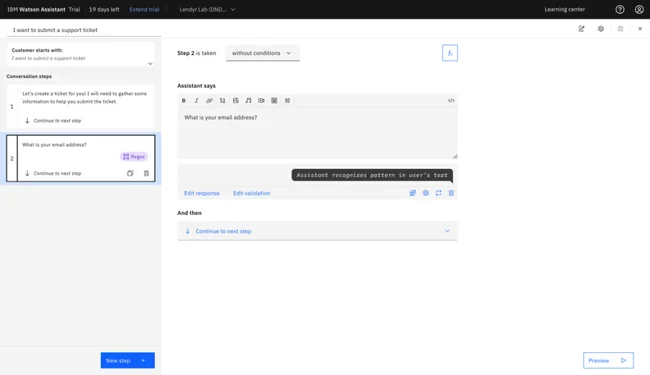 IBM Watson Assistant Trial 19 days left Extend trial Lendyr Lab (DND... Learning center
I want to submit a support ticket
Customer starts with:
I want to submit a support ticket
Conversation steps
1
Let's create a ticket for you! I will need to gather some
information to help you submit the ticket.
Continue to next step
2
What is your email address?
Regex
Continue to next step
New step +
Step 2 is taken without conditions
fx
Assistant says
B I
</>
What is your email address?
Assistant recognizes pattern in user's text
Edit response Edit validation
And then
Continue to next step
Preview